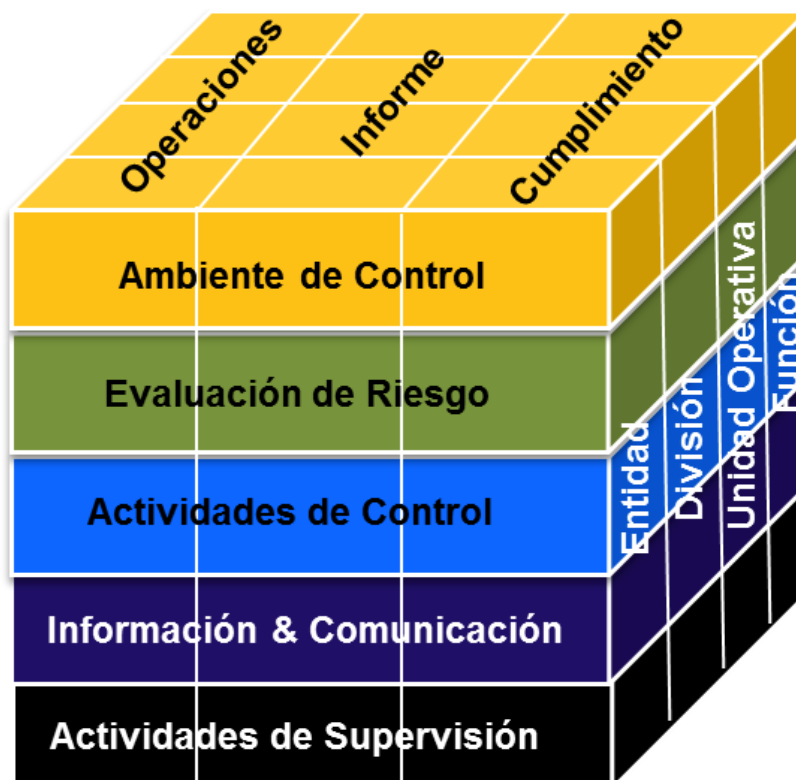 Operaciones
Informe
Cumplimiento
Ambiente de Control
Evaluación de Riesgo
Actividades de Control
Información & Comunicación
Actividades de Supervisión
Entidad
División
Unidad Operativa
Función